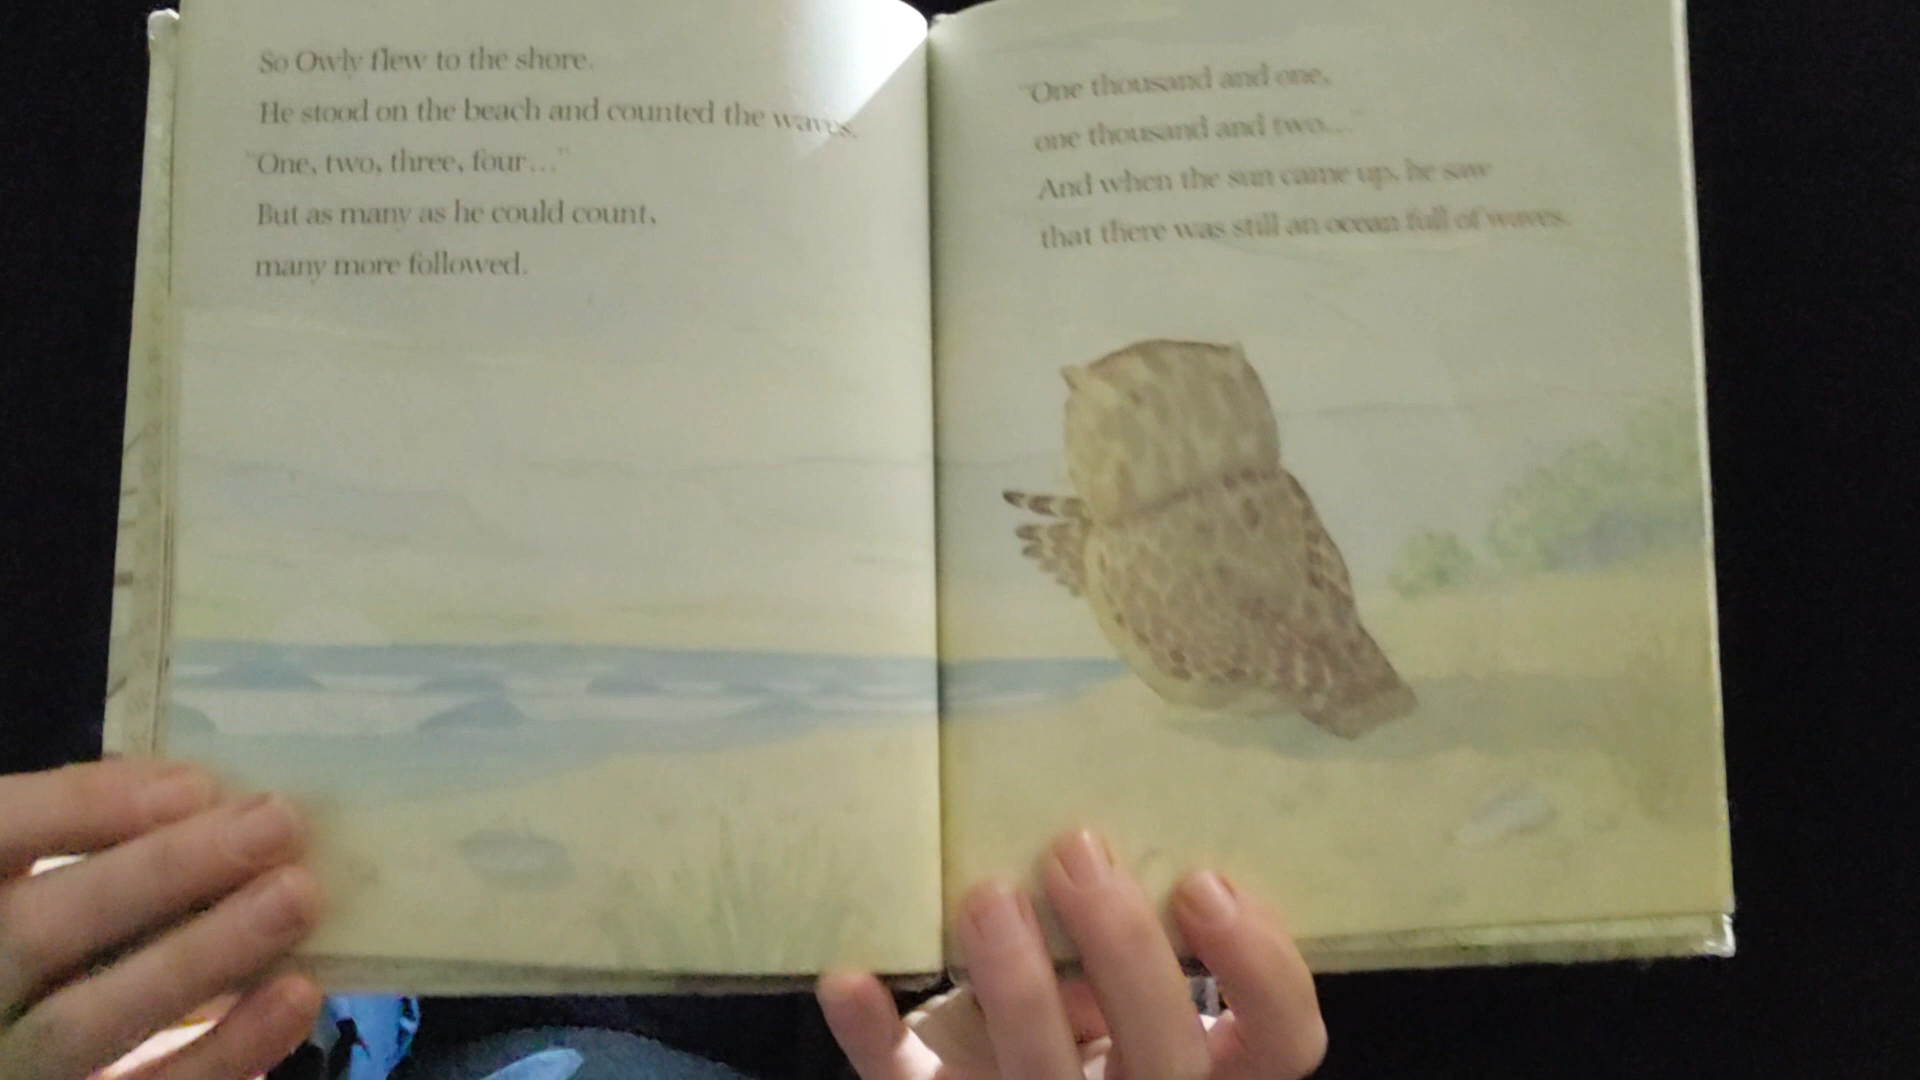 So Owly flew to the shore.
He stood on the beach and counted the waves.
"One, two, three, four..."
But as many as he could count,
many more followed.
"One thousand and one,
one thousand and two..."
And when the sun came up, he saw
that there was still an ocean full of waves.